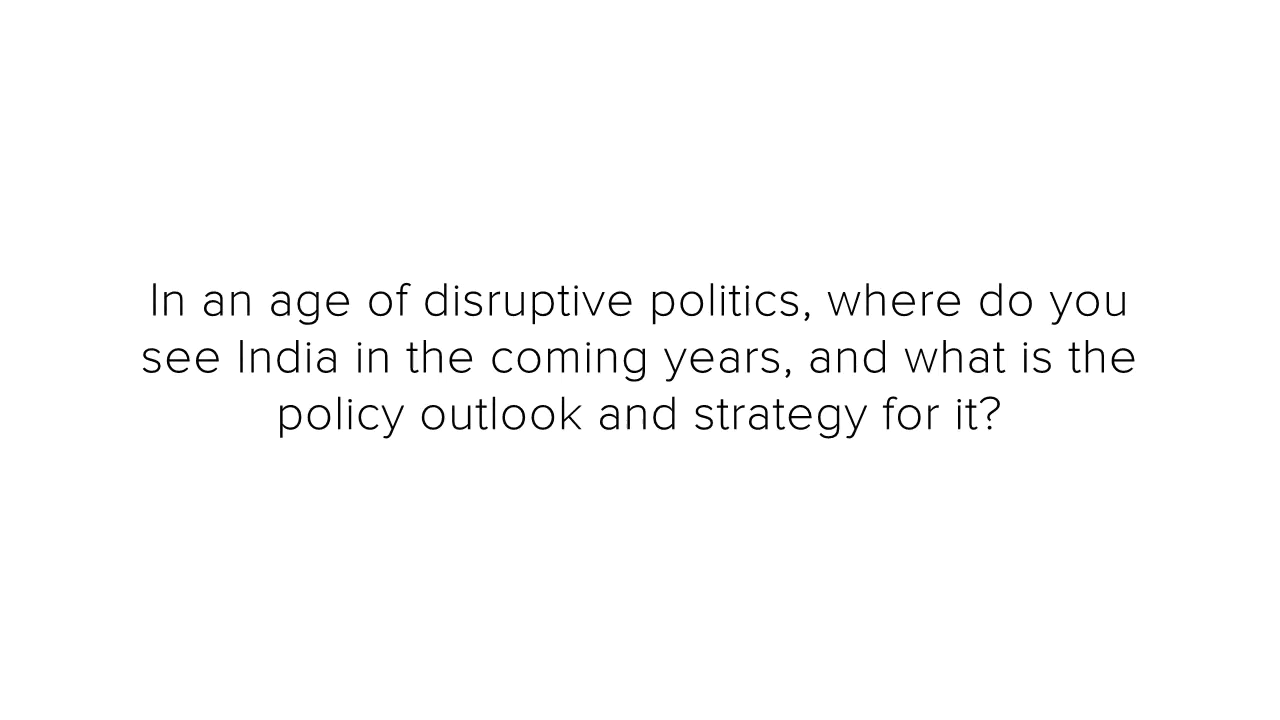 In an age of disruptive politics, where do you
see India in the coming years, and what is the
policy outlook and strategy for it?